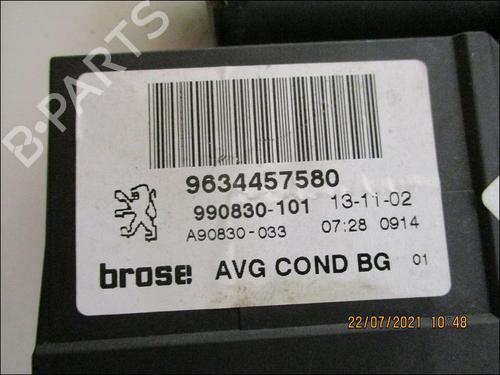 B-PARTS
9634457580
990830-101 13-11-02
A90830-033 07:28 0914
brose AVG COND BG 01
22/07/2021 10:48